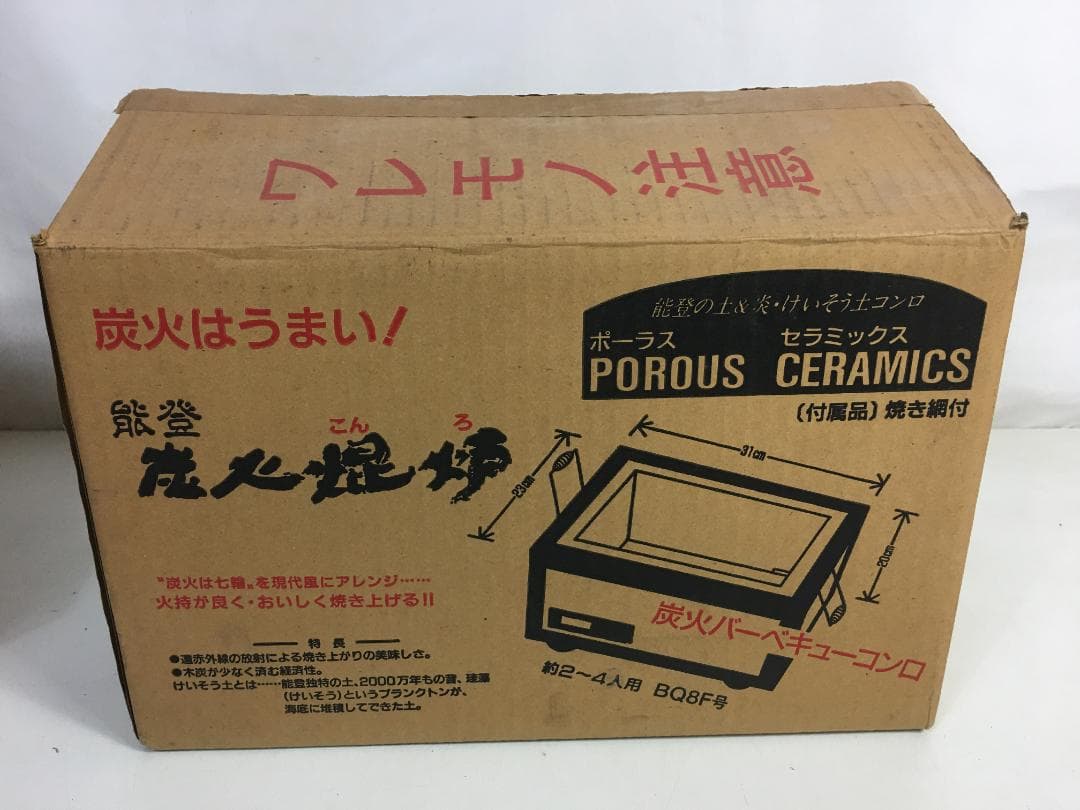 ワレモノ注意
炭火はうまい!
能登の土&炎・けいそう土コンロ
ポーラス セラミックス
POROUS CERAMICS
(付属品) 焼き網付
能登
こん ろ
炭火焜炉
31cm
23cm
20cm
"炭火は七輪"を現代風にアレンジ……
火持が良く・おいしく焼き上げる!!
特長
●遠赤外線の放射による焼き上がりの美味しさ。
●木炭が少なく済む経済性。
けいそう土とは……能登独特の土、2000万年もの昔、珪藻
(けいそう)というプランクトンが、
海底に堆積してできた土。
炭火バーベキューコンロ
約2〜4人用 BQ8F号